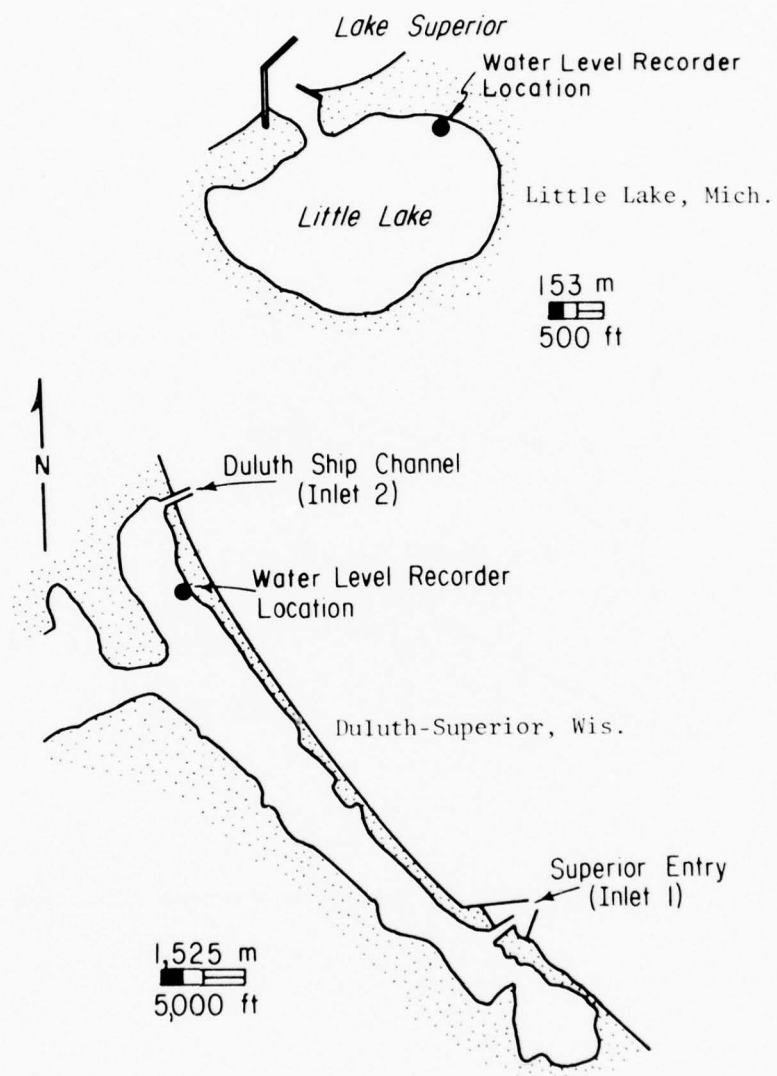 Lake Superior
Water Level Recorder
Location
Little Lake, Mich.
Little Lake
153 m
500 ft
N
Duluth Ship Channel
(Inlet 2)
Water Level Recorder
Location
Duluth-Superior, Wis.
Superior Entry
(Inlet 1)
1,525 m
5,000 ft